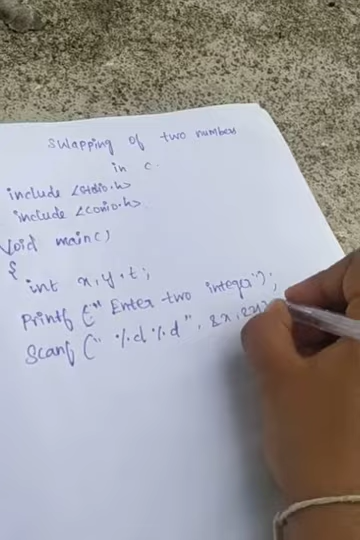 Swapping of two numbers
in c.
include <stdio.h>
include <conio.h>
Void main()
{
int x, y, t;
Printf (" Enter two integer");
Scanf (" %d %d ", &x, &y)